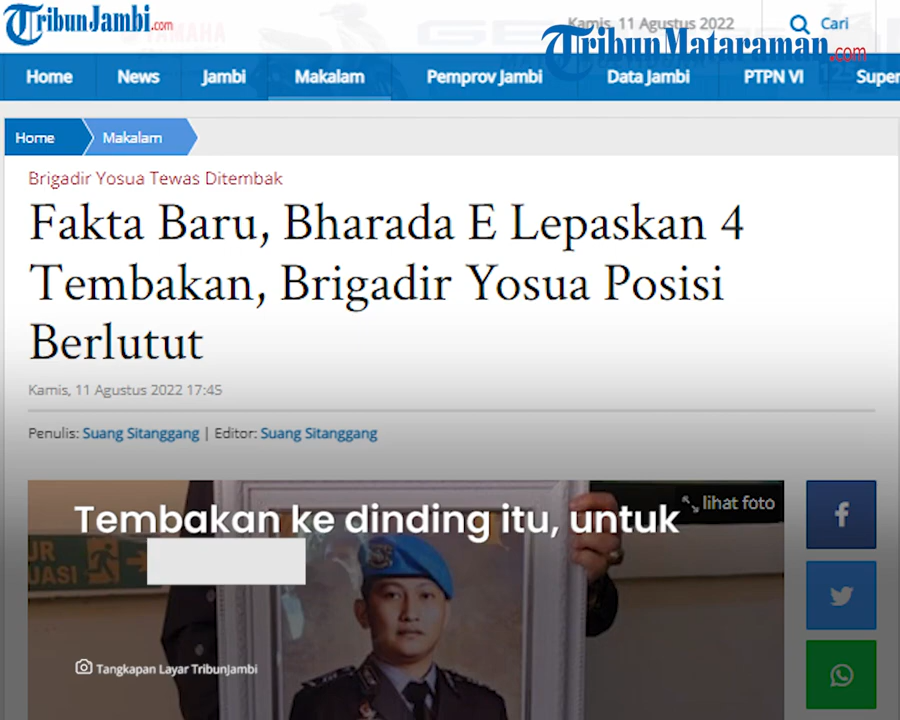 TribunJambi.com
Kamis, 11 Agustus 2022
Cari
TribunMataraman.com
Home News Jambi Makalam Pemprov Jambi Data Jambi PTPN VI Super
Home Makalam
Brigadir Yosua Tewas Ditembak
Fakta Baru, Bharada E Lepaskan 4
Tembakan, Brigadir Yosua Posisi
Berlutut
Kamis, 11 Agustus 2022 17:45
Penulis: Suang Sitanggang | Editor: Suang Sitanggang
lihat foto
Tembakan ke dinding itu, untuk
UR
UASI
Tangkapan Layar TribunJambi